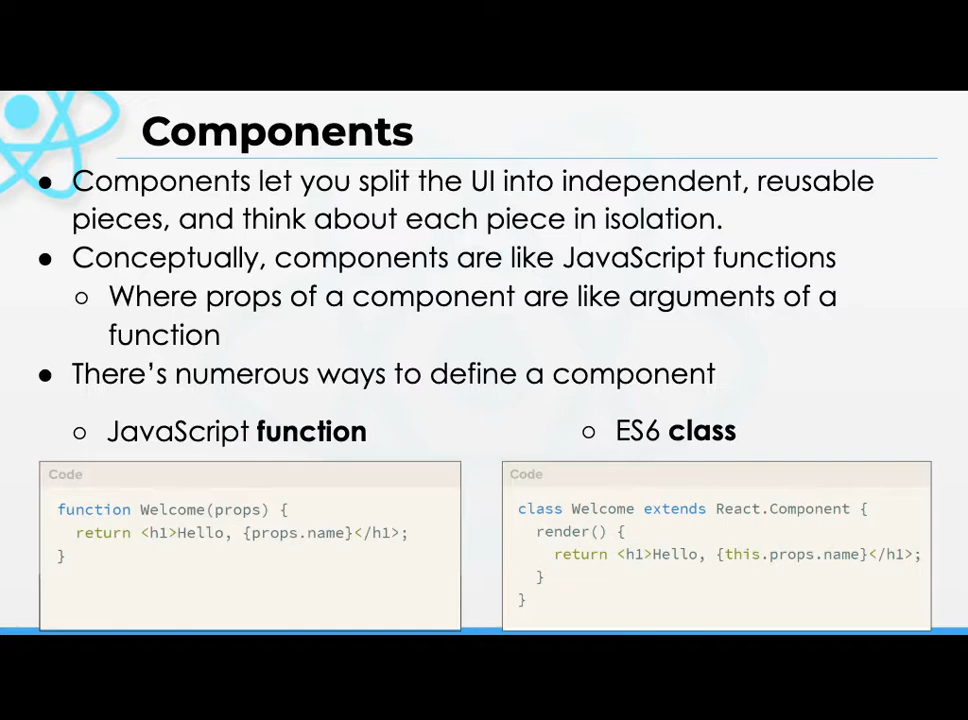 Components
● Components let you split the UI into independent, reusable
pieces, and think about each piece in isolation.
● Conceptually, components are like JavaScript functions
○ Where props of a component are like arguments of a
function
● There’s numerous ways to define a component
○ JavaScript function
Code
function Welcome(props) {
  return <h1>Hello, {props.name}</h1>;
}
○ ES6 class
Code
class Welcome extends React.Component {
  render() {
    return <h1>Hello, {this.props.name}</h1>;
  }
}